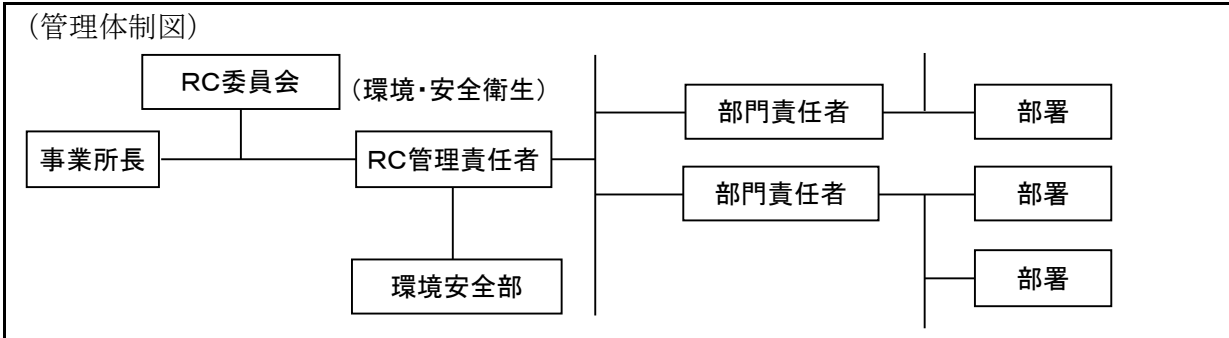 （管理体制図）
RC委員会
（環境・安全衛生）
部門責任者
部署
事業所長
RC管理責任者
部門責任者
部署
環境安全部
部署